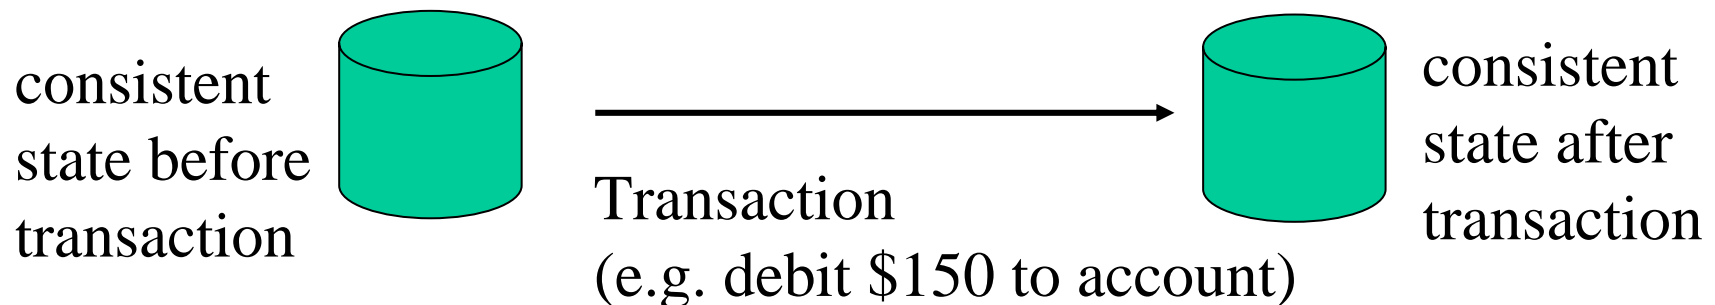 consistent
state before
transaction
Transaction
(e.g. debit $150 to account)
consistent
state after
transaction